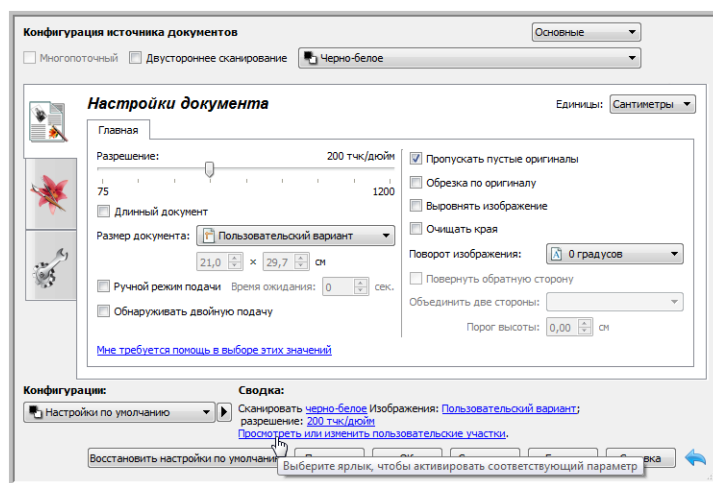 Конфигурация источника документов
Основные
Многопоточный Двустороннее сканирование Черно-белое
Настройки документа
Единицы: Сантиметры
Главная
Разрешение: 200 тчк/дюйм
75 1200
Длинный документ
Размер документа: Пользовательский вариант
21,0 x 29,7 см
Ручной режим подачи Время ожидания: 0 сек.
Обнаруживать двойную подачу
Мне требуется помощь в выборе этих значений
Пропускать пустые оригиналы
Обрезка по оригиналу
Выровнять изображение
Очищать края
Поворот изображения: 0 градусов
Повернуть обратную сторону
Объединить две стороны:
Порог высоты: 0,00 см
Конфигурации:
Настройки по умолчанию
Сводка:
Сканировать черно-белое Изображения: Пользовательский вариант;
разрешение: 200 тчк/дюйм
Просмотреть или изменить пользовательские участки.
Восстановить настройки по умолчанию
Выберите ярлык, чтобы активировать соответствующий параметр